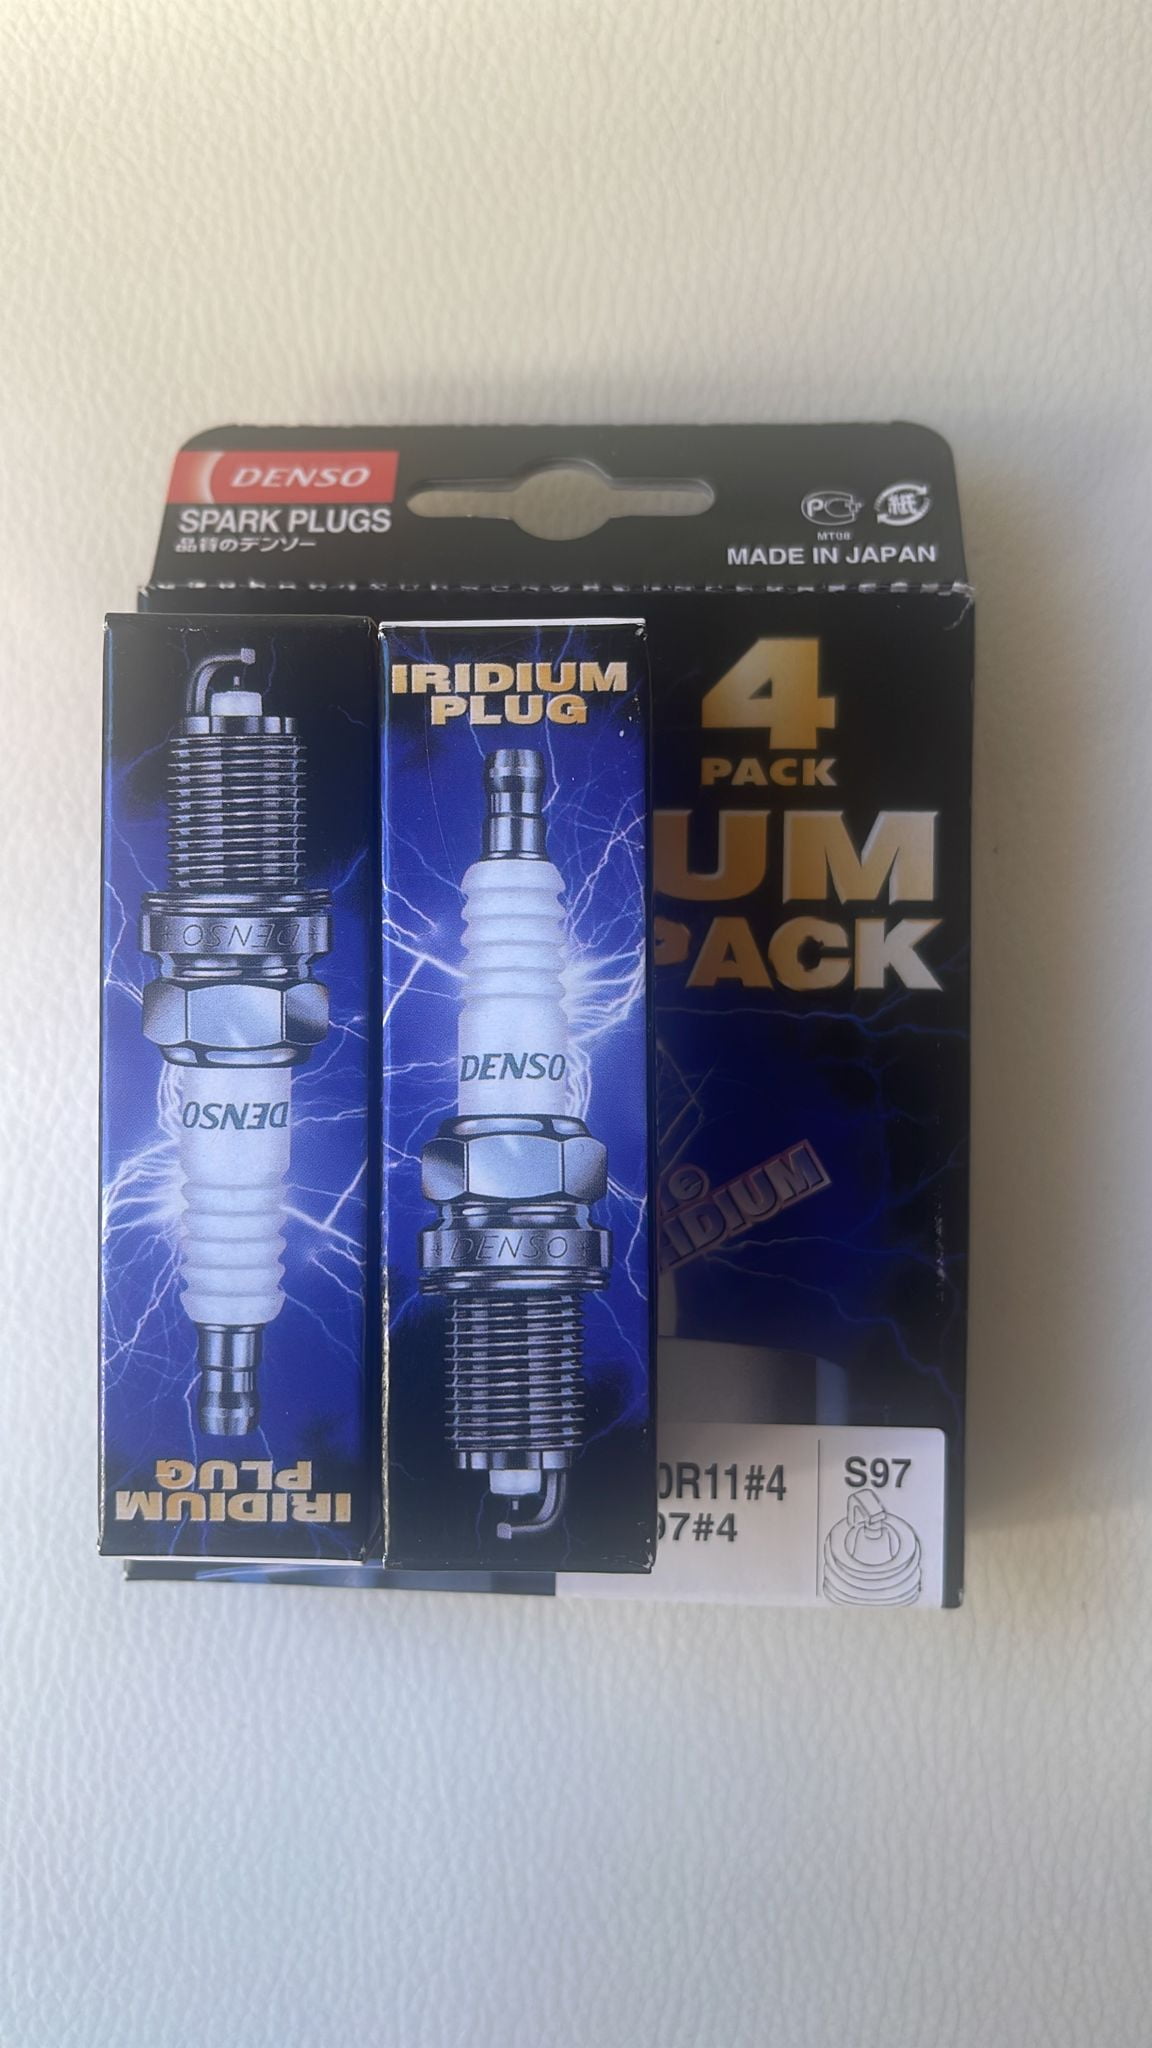 DENSO
SPARK PLUGS
品質のデンソー
MT08
MADE IN JAPAN
4
PACK
UM
PACK
IRIDIUM
PLUG
DENSO
DENSO
DENSO
DENSO
IRIDIUM
PLUG
IRIDIUM
0R11#4
97#4
S97
紙